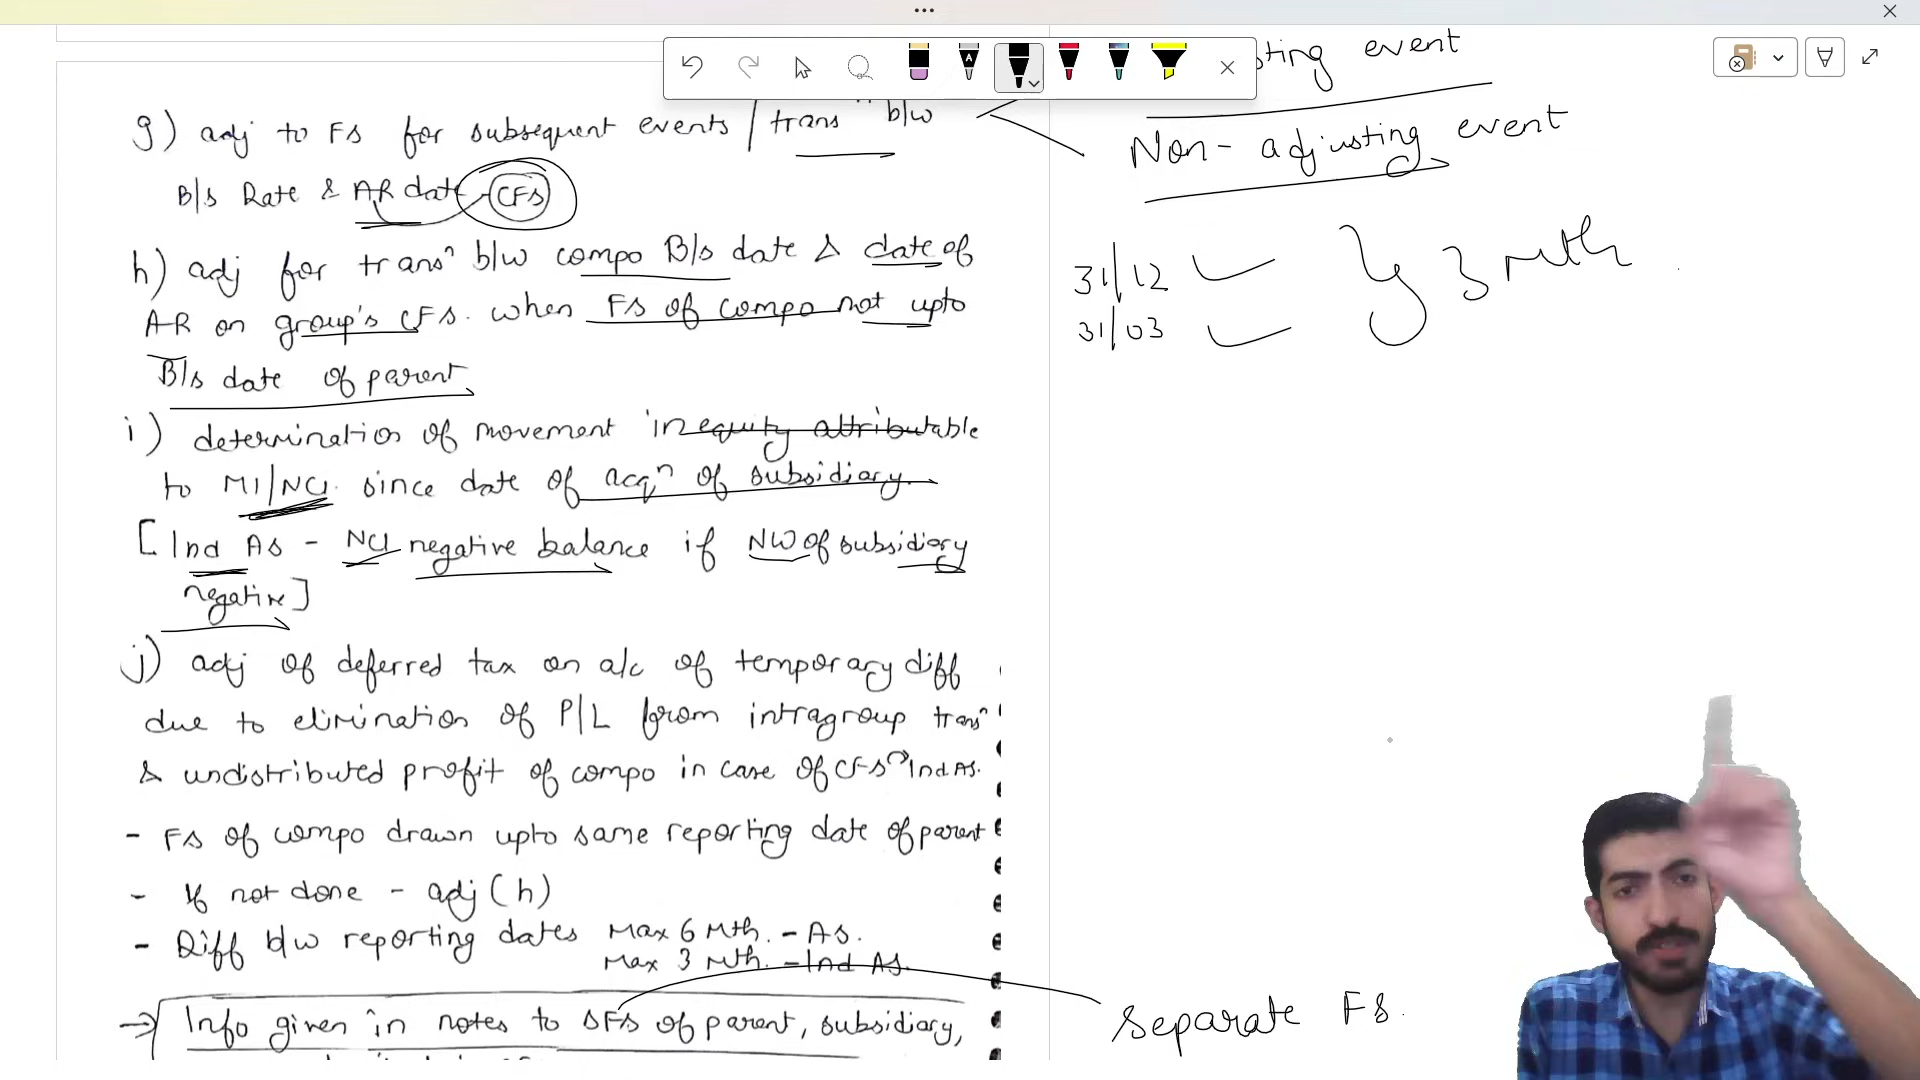 g) adj to FS for subsequent events / transⁿ b/w
B/s Rate & AR date - CFS
h) adj for transⁿ b/w compo B/s date & date of
AR on group's CFS. when FS of compo not upto
B/s date of parent
i) determination of movement in equity attributable
to MI/NCI since date of acqⁿ of subsidiary.
[Ind AS - NCI negative balance if NW of subsidiary
negative]
j) adj of deferred tax on a/c of temporary diff
due to elimination of P/L from intragroup transⁿ
& undistributed profit of compo in case of CFS Ind AS.
- FS of compo drawn upto same reporting date of parent
- If not done - adj (h)
- Diff b/w reporting dates Max 6 Mth. - AS.
Max 3 Mth. - Ind AS.
→ Info given in notes to SFS of parent, subsidiary,
sting event
Non-adjusting event
31/12
31/03
} 3 mth
separate FS.